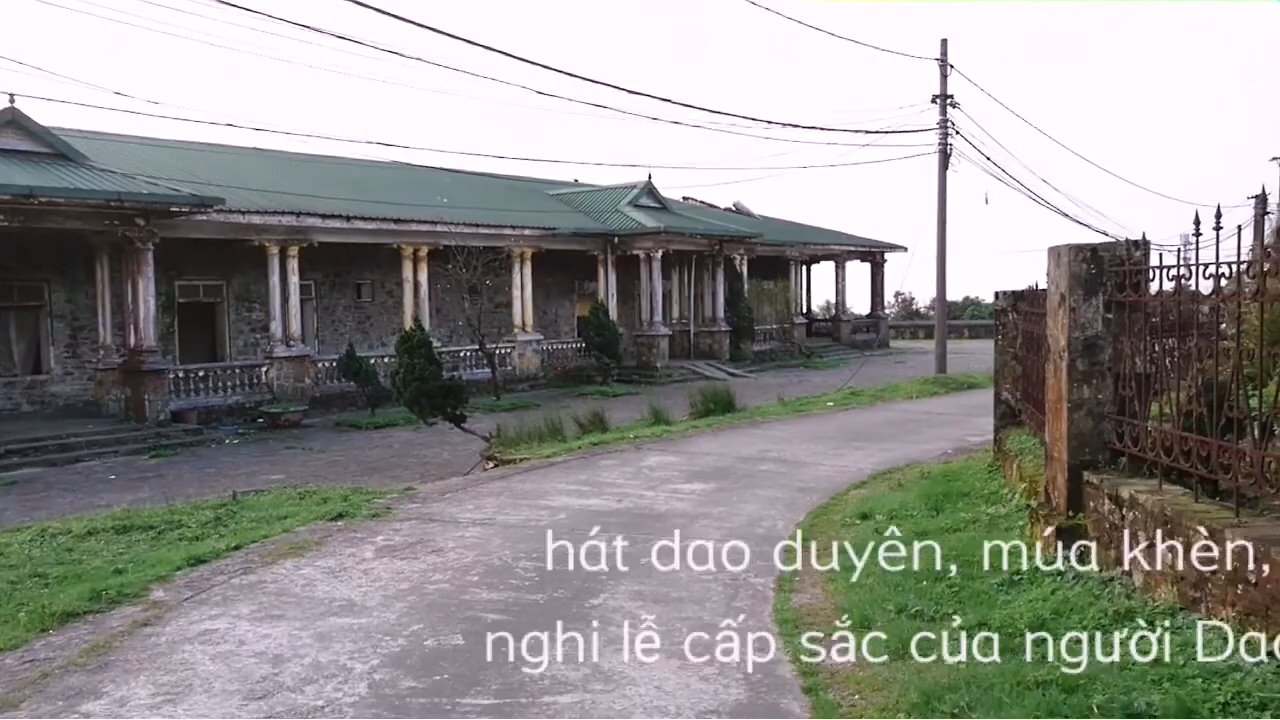 hát dao duyên, múa khèn,
nghi lễ cấp sắc của người Dao